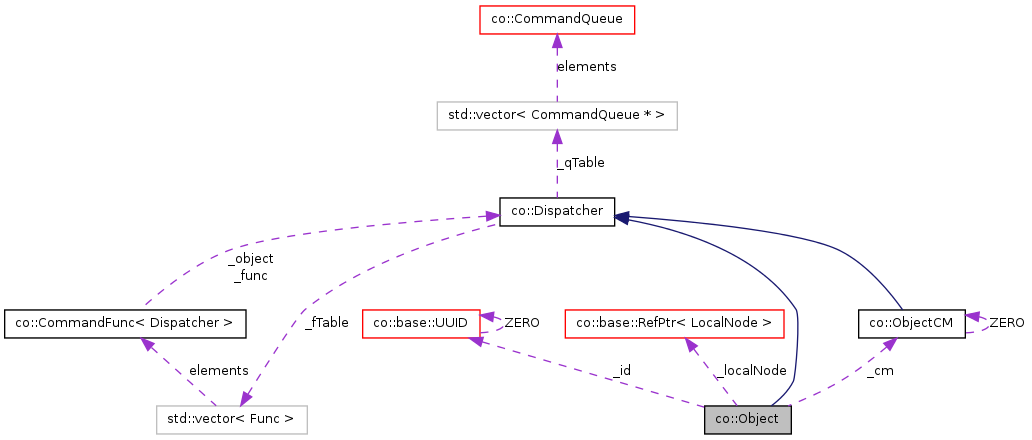 co::CommandQueue
elements
std::vector< CommandQueue * >
_qTable
co::Dispatcher
_object
_func
_fTable
co::CommandFunc< Dispatcher >
co::base::UUID
ZERO
co::base::RefPtr< LocalNode >
co::ObjectCM
ZERO
elements
_id
_localNode
_cm
std::vector< Func >
co::Object